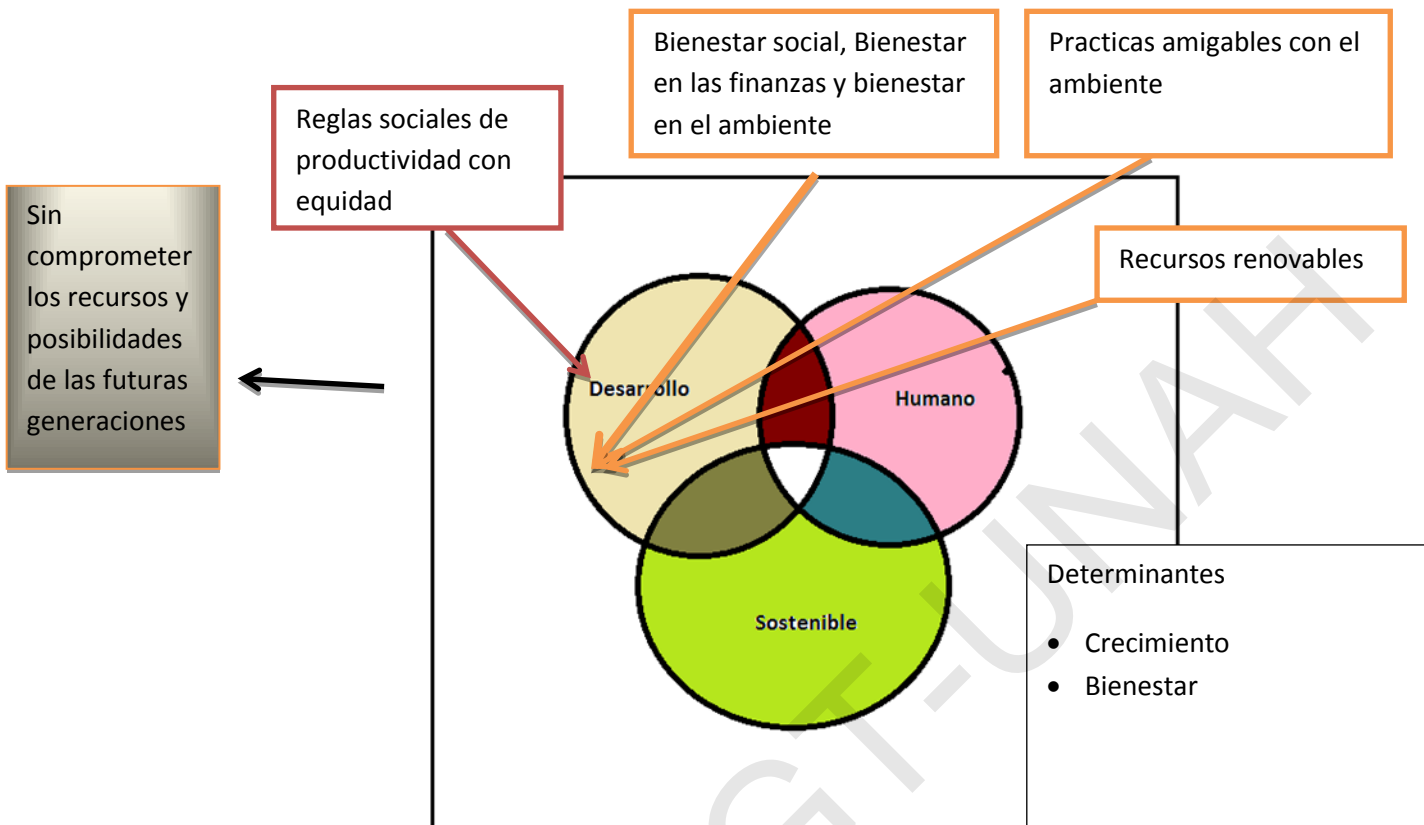 Bienestar social, Bienestar
en las finanzas y bienestar
en el ambiente
Practicas amigables con el
ambiente
Reglas sociales de
productividad con
equidad
Sin
comprometer
los recursos y
posibilidades
de las futuras
generaciones
Recursos renovables
Desarrollo
Humano
Sostenible
Determinantes
• Crecimiento
• Bienestar
GT-UNAH